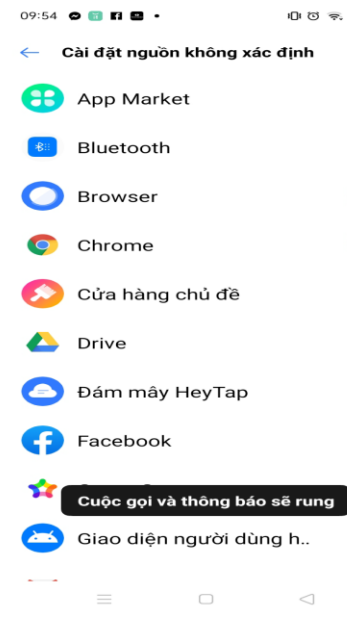 09:54
Cài đặt nguồn không xác định
App Market
Bluetooth
Browser
Chrome
Cửa hàng chủ đề
Drive
Đám mây HeyTap
Facebook
Cuộc gọi và thông báo sẽ rung
Giao diện người dùng h..